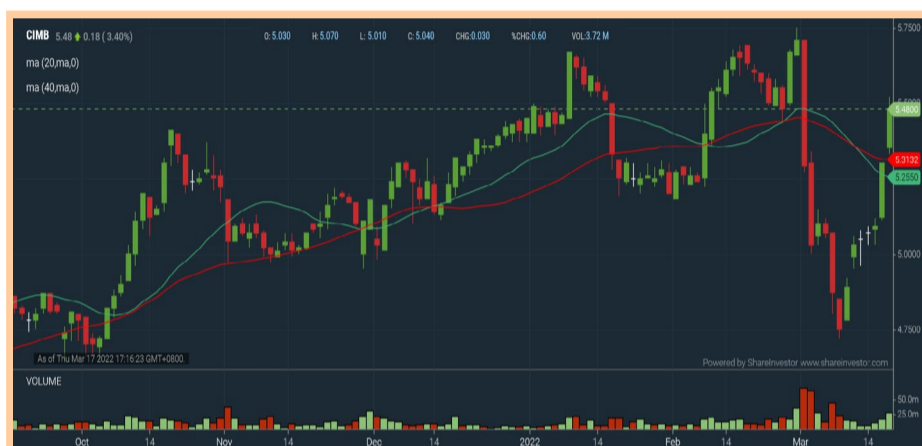 CIMB 5.48 0.18 ( 3.40%) O: 5.030 H: 5.070 L: 5.010 C: 5.040 CHG:0.030 %CHG:0.60 VOL:3.72 M
ma (20,ma,0)
ma (40,ma,0)
5.7500
5.4800
5.3132
5.2550
5.0000
4.7500
As of Thu Mar 17 2022 17:16:23 GMT+0800.
Powered by ShareInvestor www.shareinvestor.com
VOLUME
50.0m
25.0m
Oct 14 Nov 14 Dec 14 2022 14 Feb 14 Mar 14